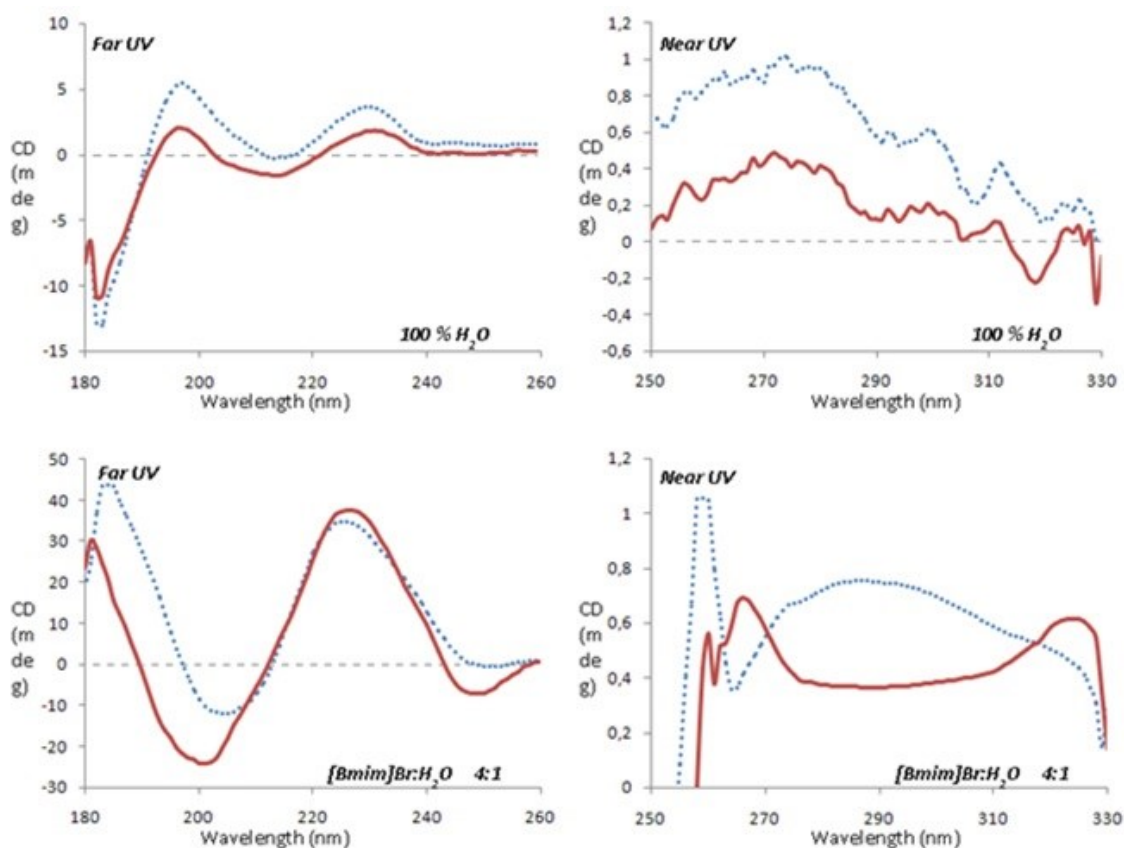 Far UV
10
5
0
-5
-10
-15
CD
(m
de
g)
100 % H₂O
180 200 220 240 260
Wavelength (nm)
Near UV
1,2
1
0,8
0,6
0,4
0,2
0
-0,2
-0,4
-0,6
CD
(m
de
g)
100 % H₂O
250 270 290 310 330
Wavelength (nm)
Far UV
50
40
30
20
10
0
-10
-20
-30
CD
(m
de
g)
[Bmim]Br:H₂O 4:1
180 200 220 240 260
Wavelength (nm)
Near UV
1,2
1
0,8
0,6
0,4
0,2
0
CD
(m
de
g)
[Bmim]Br:H₂O 4:1
250 270 290 310 330
Wavelength (nm)